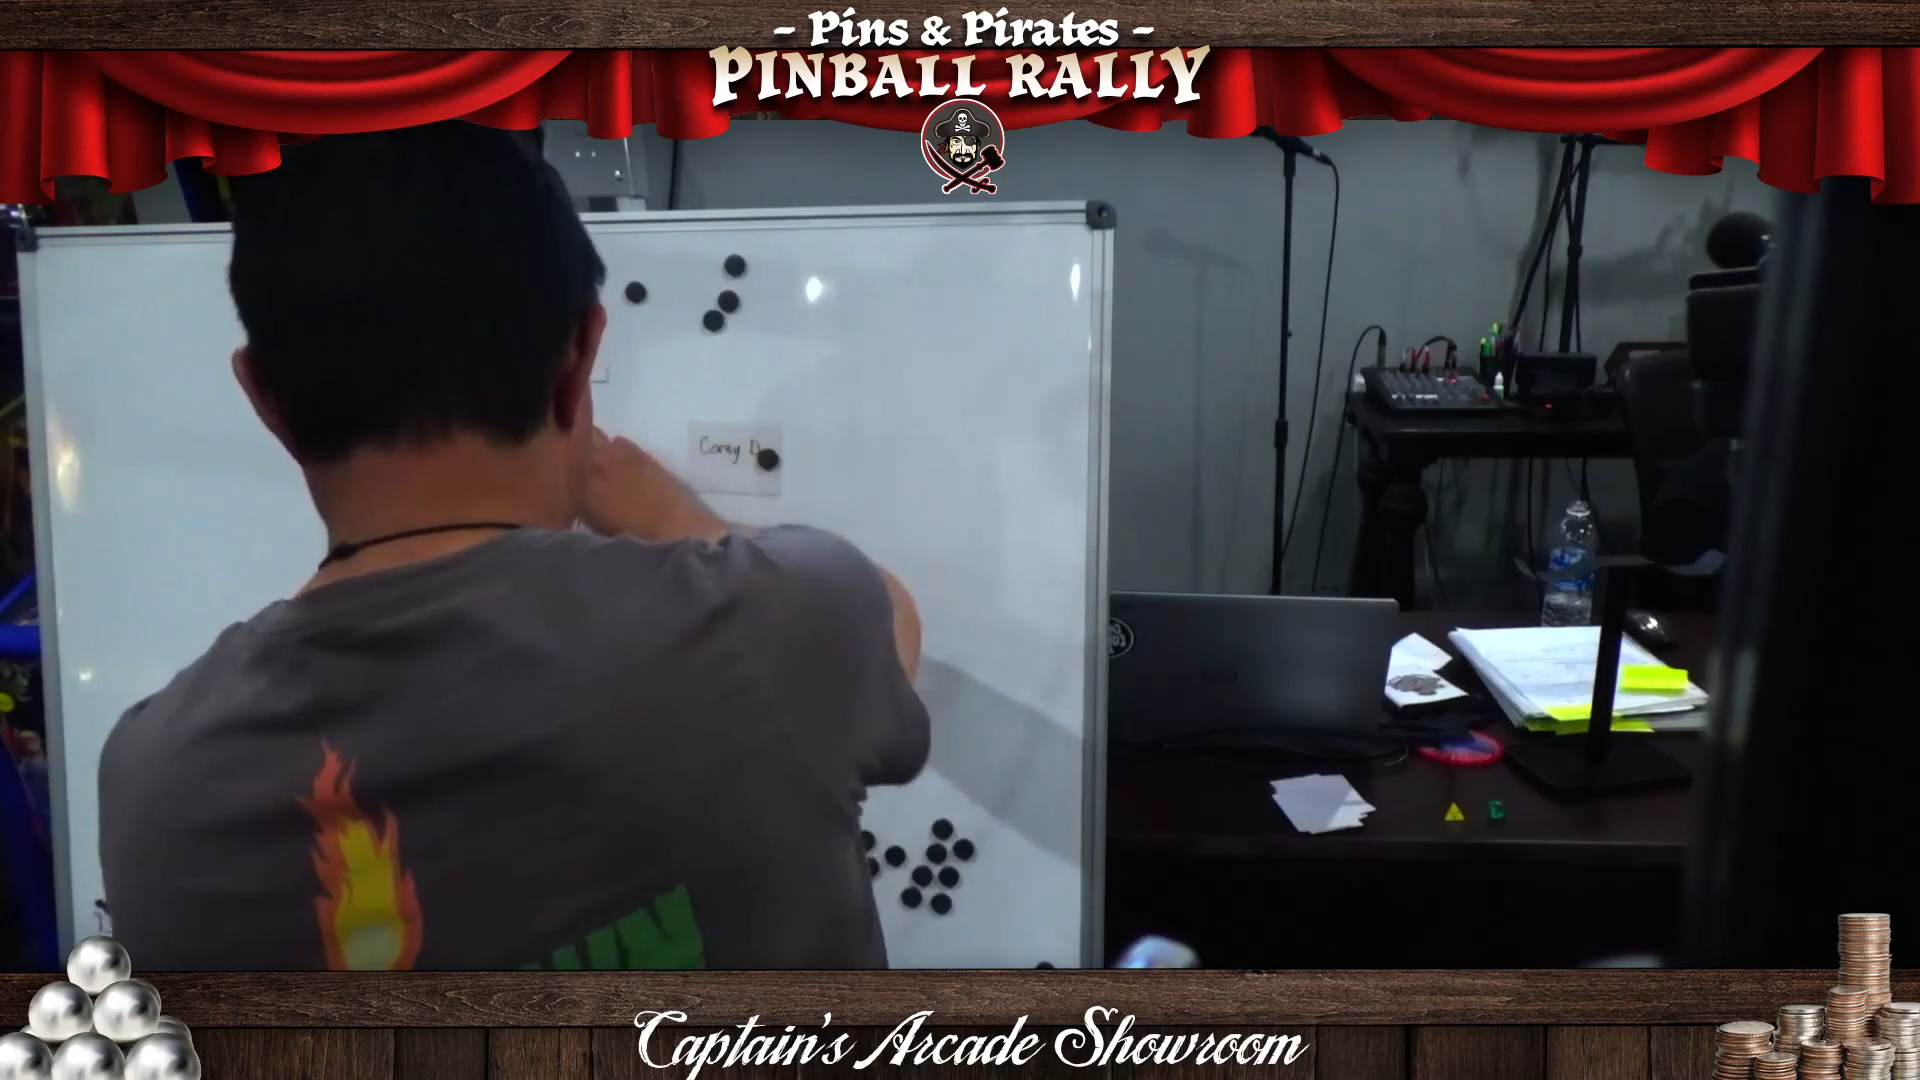 - Pins & Pirates -
PINBALL RALLY
Corey D
Captain's Arcade Showroom